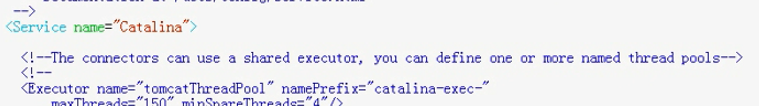 -->
<Service name="Catalina">
<!--The connectors can use a shared executor, you can define one or more named thread pools-->
<!--
<Executor name="tomcatThreadPool" namePrefix="catalina-exec-"
maxThreads="150" minSpareThreads="4"/>